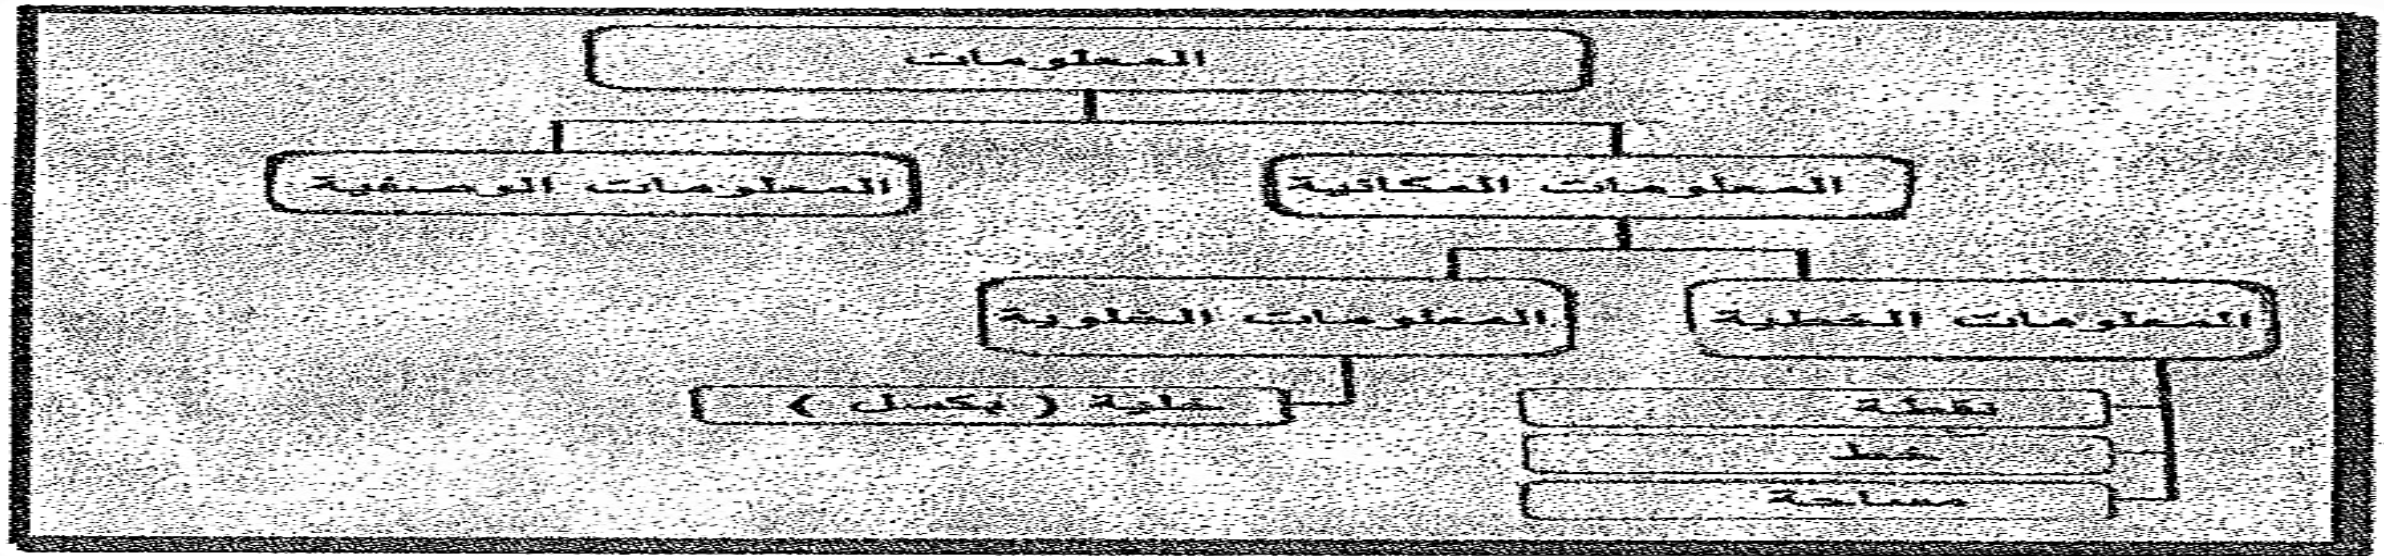 المعلومات
المعلومات المكانية
المعلومات الوصفية
المعلومات الخطية
المعلومات الخلوية
نقطة
خط
مساحة
خلية ( بكسل )